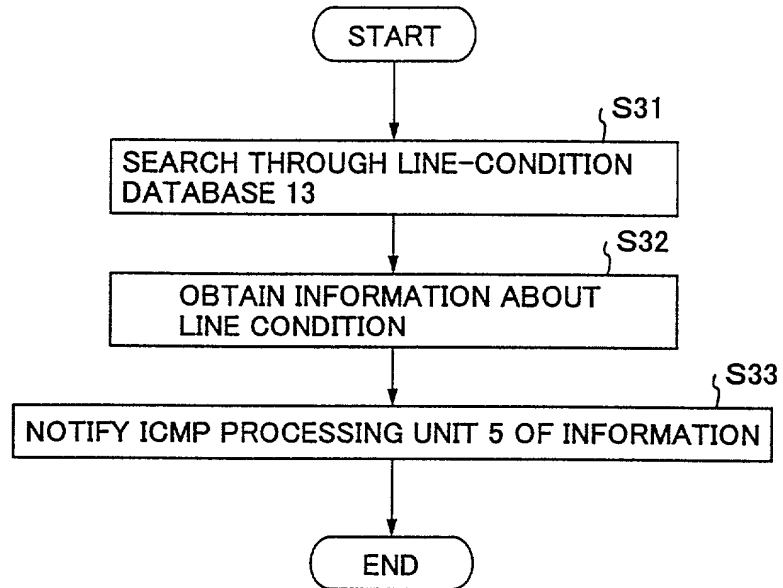 START
S31
SEARCH THROUGH LINE-CONDITION
DATABASE 13
S32
OBTAIN INFORMATION ABOUT
LINE CONDITION
S33
NOTIFY ICMP PROCESSING UNIT 5 OF INFORMATION
END